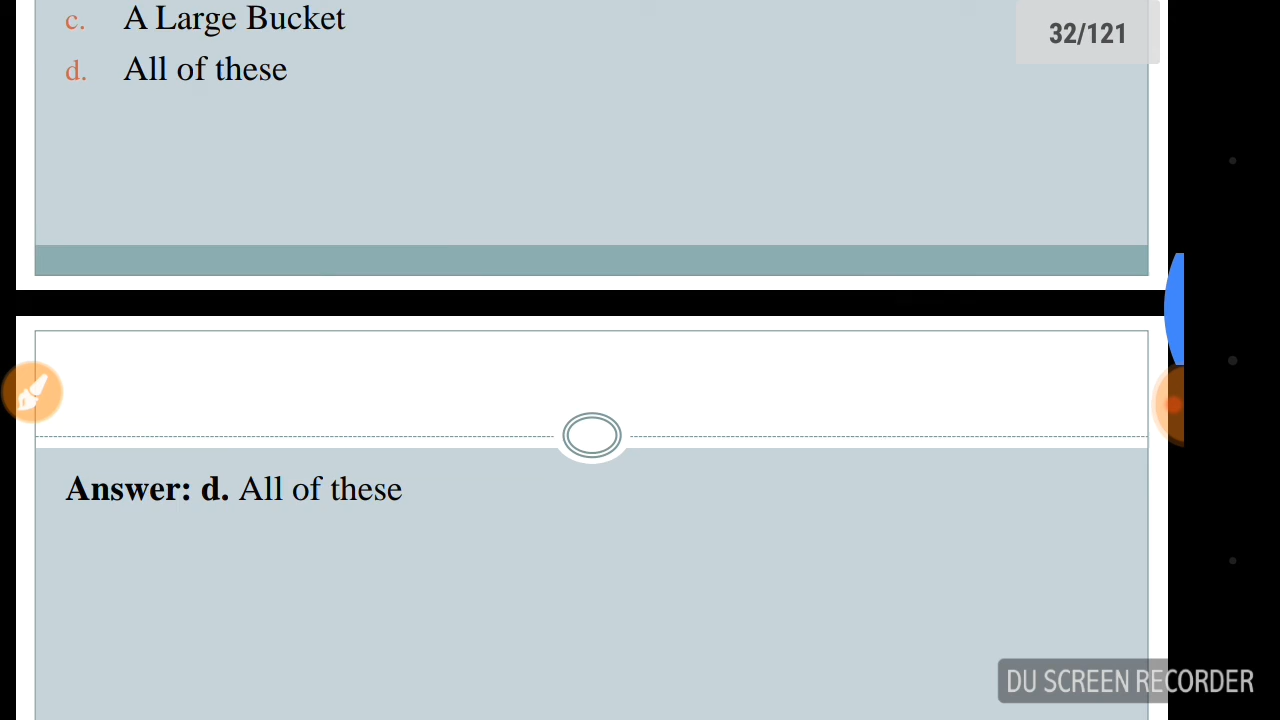 c. A Large Bucket
32/121
d. All of these
Answer: d. All of these
DU SCREEN RECORDER